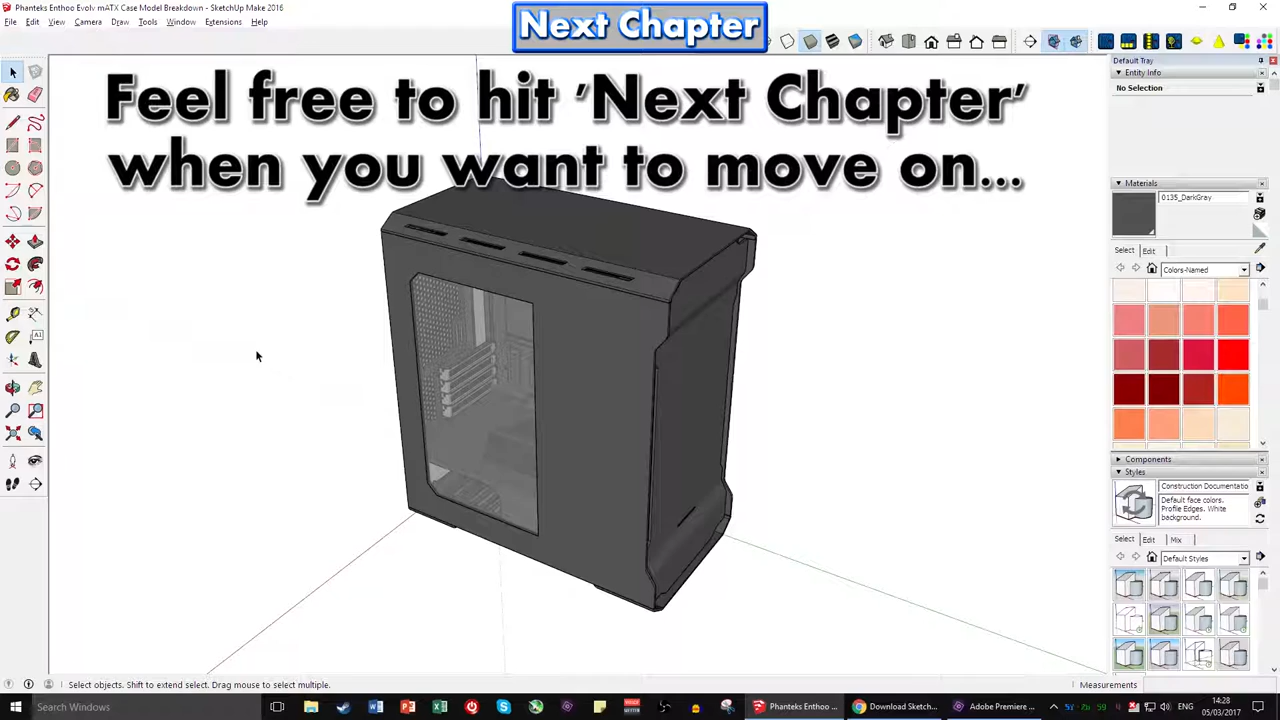 Phanteks Enthoo Evolv mATX Case Model Breakdown - SketchUp Make 2016
File Edit View Camera Draw Tools Window Extensions Help
Next Chapter
Feel free to hit 'Next Chapter'
when you want to move on...
Default Tray
Entity Info
No Selection
Materials
0135_DarkGray
Select Edit
Colors-Named
Components
Styles
Construction Documentatio
Default face colors.
Profile Edges. White
background.
Select Edit Mix
Default Styles
Select objects. Shift to extend select. Drag mouse to select multiple.
Measurements
Search Windows
Phanteks Enthoo ...
Download Sketch...
Adobe Premiere ...
14:28
05/03/2017